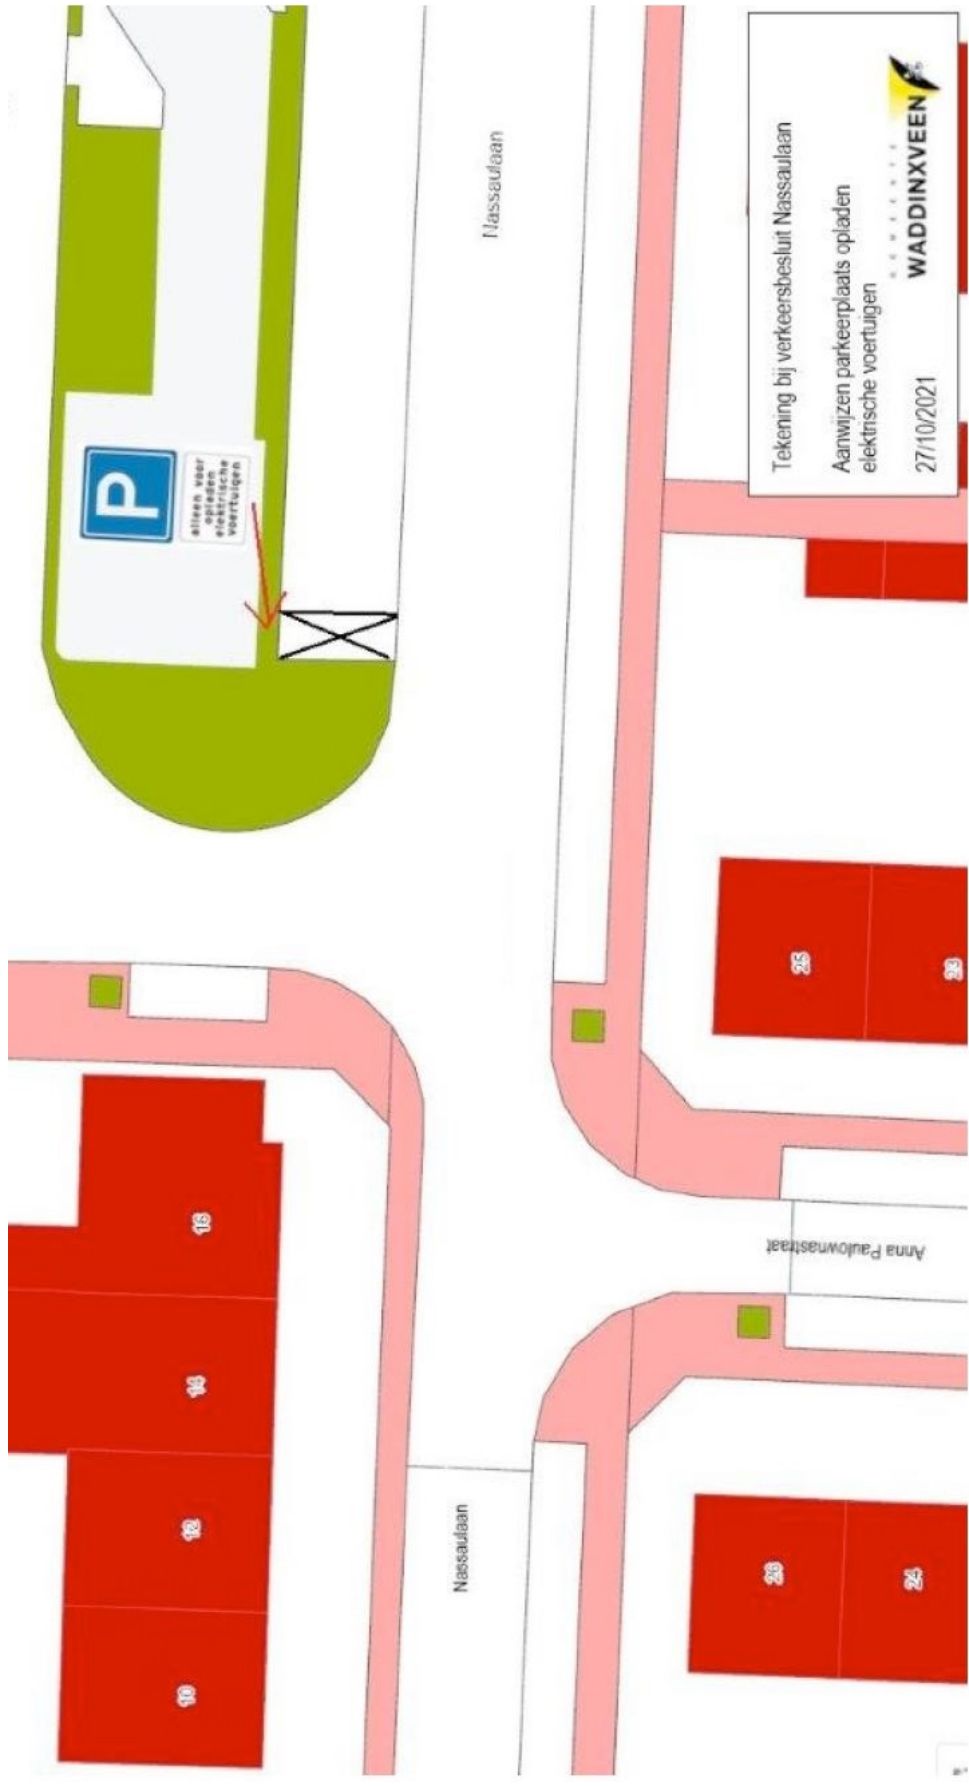 Tekening bij verkeersbesluit Nassaulaan
Aanwijzen parkeerplaats opladen
elektrische voertuigen
27/10/2021
GEMEENTE
WADDINXVEEN
P
alleen voor
opladen
elektrische
voertuigen
Nassaulaan
Nassaulaan
Anna Paulownastraat
25
23
16
14
12
10
26
24